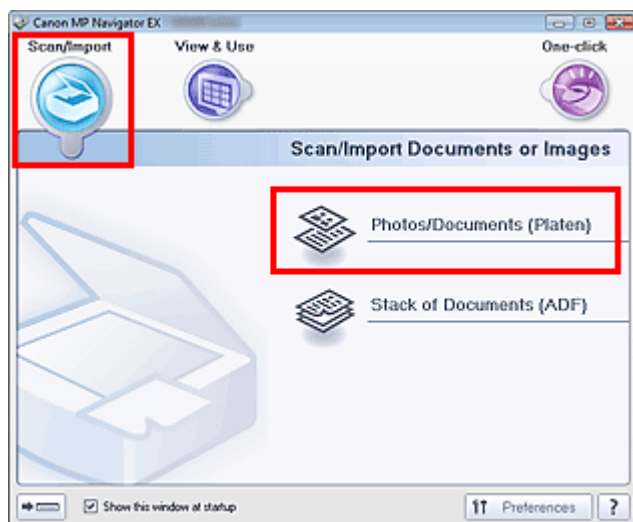 Canon MP Navigator EX
Scan/Import
View & Use
One-click
Scan/Import Documents or Images
Photos/Documents (Platen)
Stack of Documents (ADF)
Show this window at startup
Preferences
?